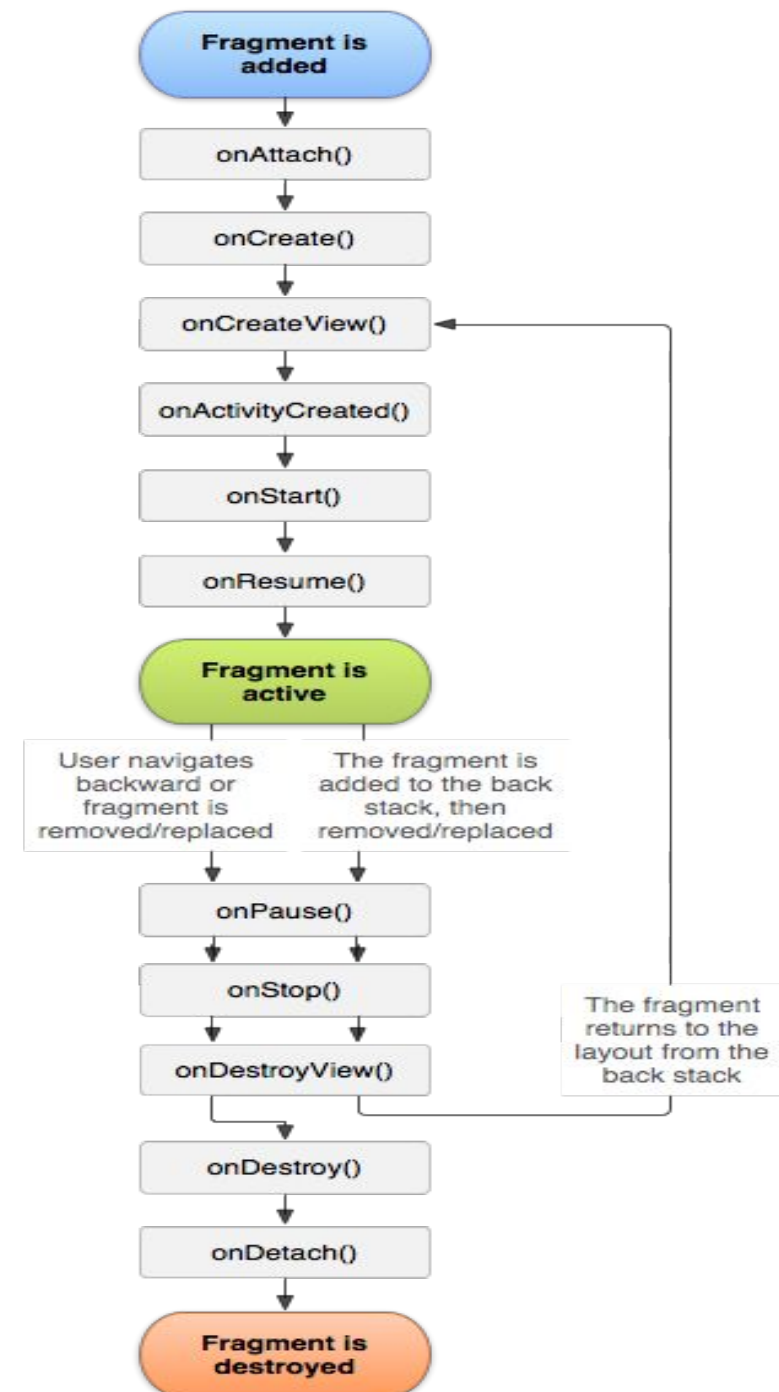 Fragment is
added
onAttach()
onCreate()
onCreateView()
onActivityCreated()
onStart()
onResume()
Fragment is
active
User navigates
backward or
fragment is
removed/replaced
The fragment is
added to the back
stack, then
removed/replaced
onPause()
onStop()
onDestroyView()
The fragment
returns to the
layout from the
back stack
onDestroy()
onDetach()
Fragment is
destroyed